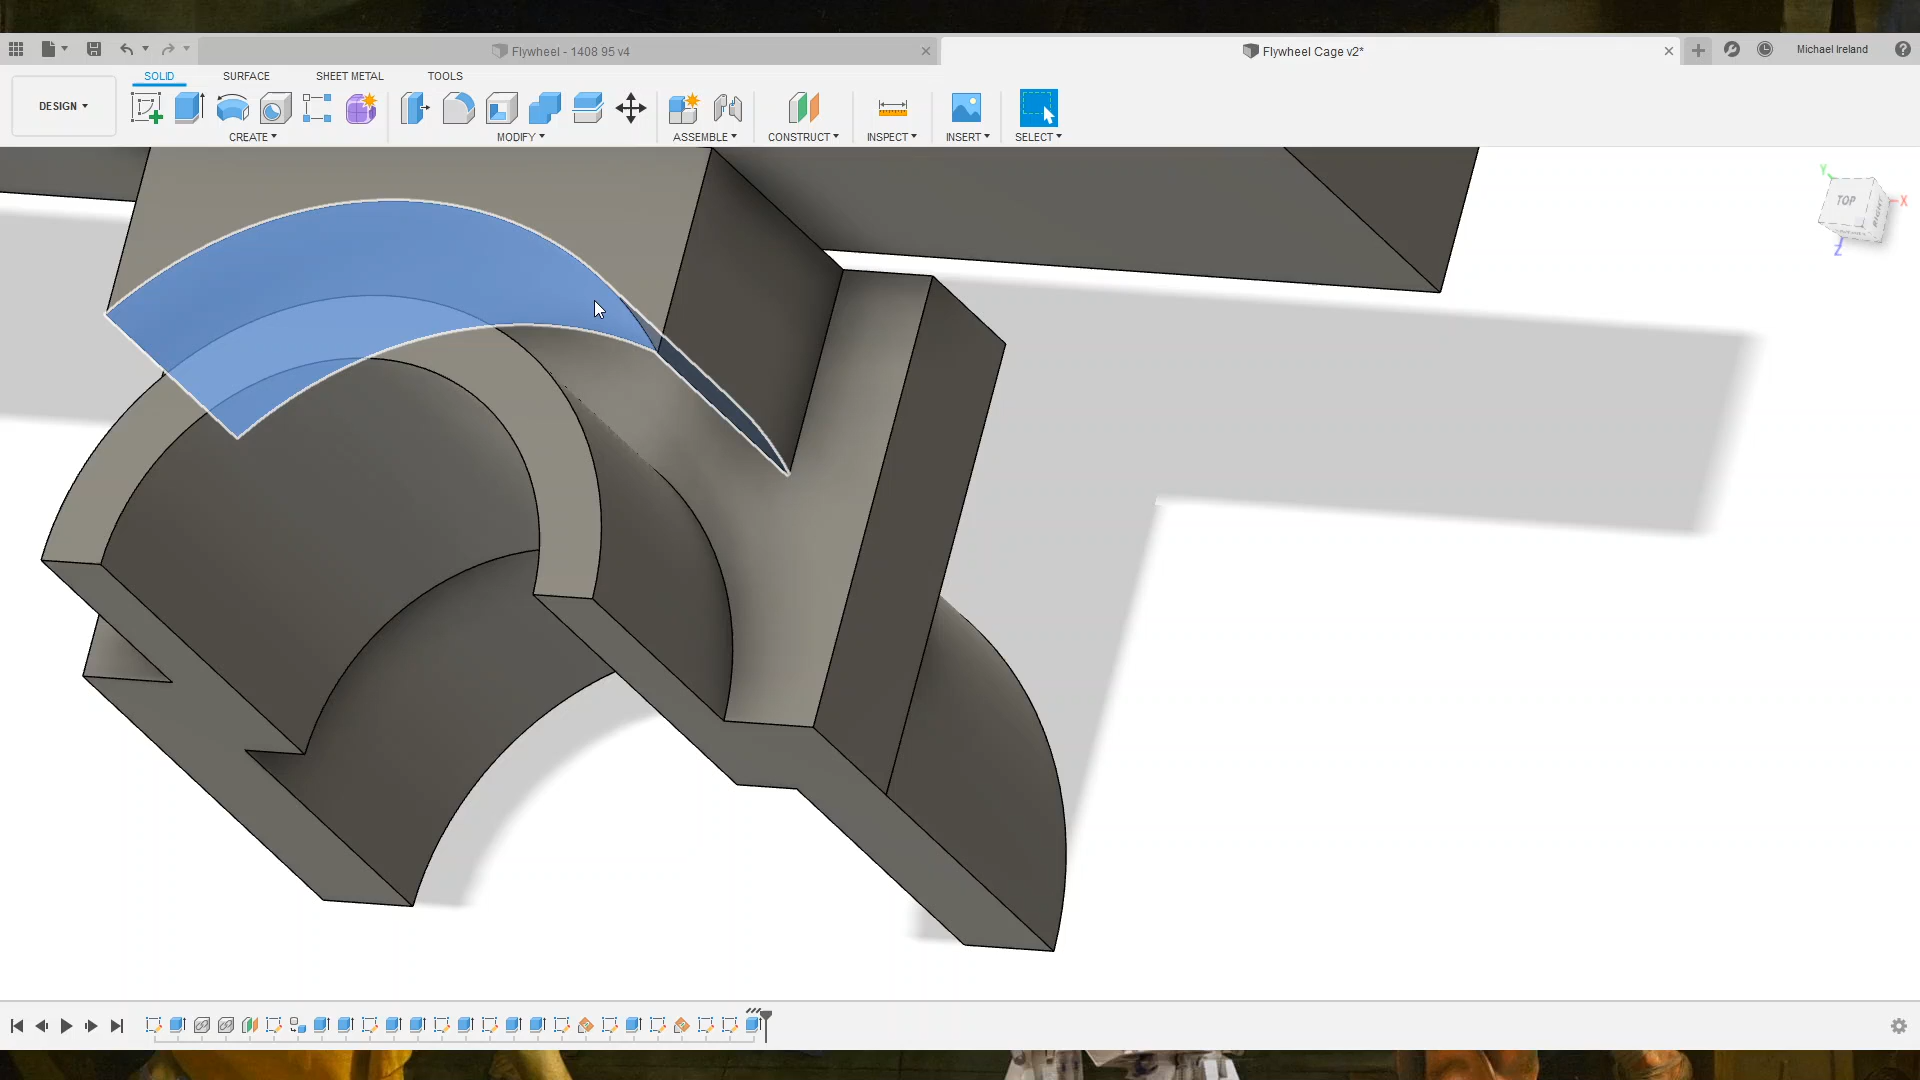 Flywheel - 1408 95 v4
Flywheel Cage v2*
Michael Ireland
SOLID SURFACE SHEET METAL TOOLS
DESIGN
CREATE MODIFY ASSEMBLE CONSTRUCT INSPECT INSERT SELECT
Y
TOP
X
RIGHT
Z